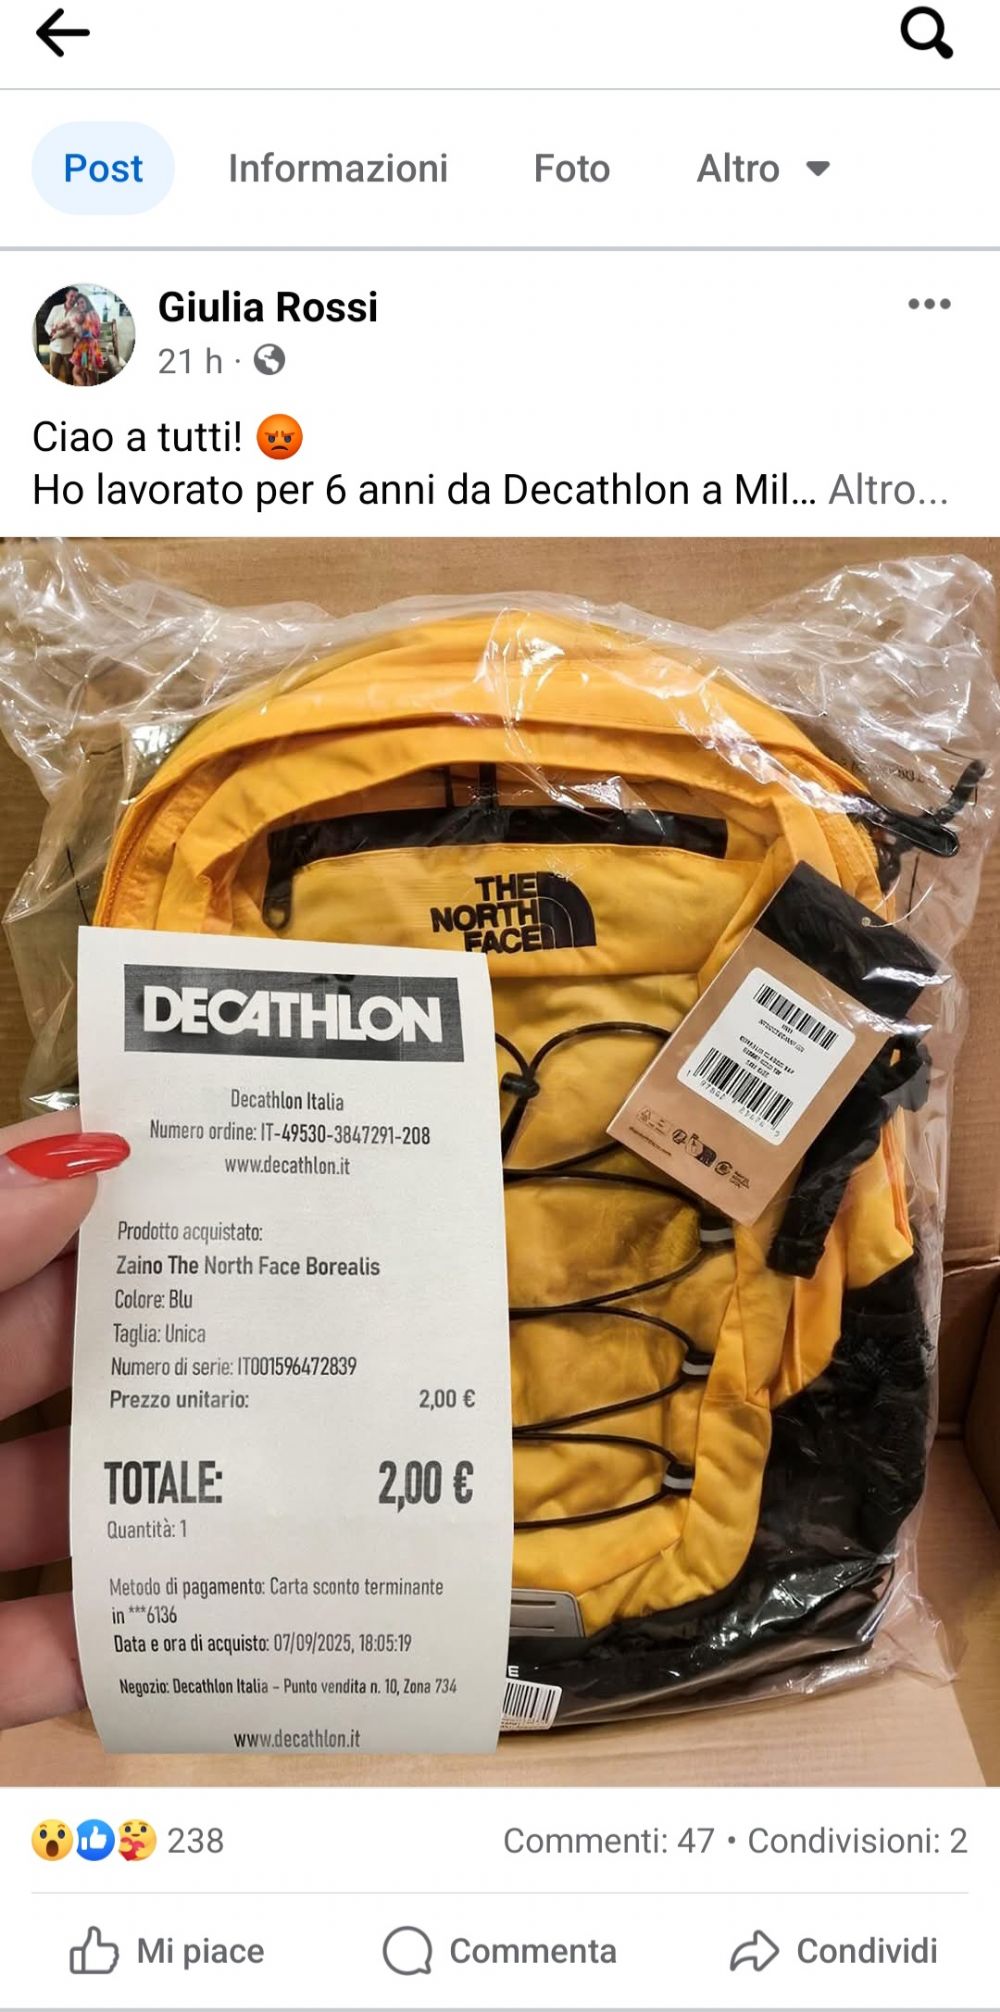 Post
Informazioni
Foto
Altro
Giulia Rossi
21 h ·
Ciao a tutti! 😡
Ho lavorato per 6 anni da Decathlon a Mil... Altro...
THE
NORTH
FACE
DECATHLON
Decathlon Italia
Numero ordine: IT-49530-3847291-208
www.decathlon.it
Prodotto acquistato:
Zaino The North Face Borealis
Colore: Blu
Taglia: Unica
Numero di serie: IT001596472839
Prezzo unitario: 2,00 €
TOTALE: 2,00 €
Quantità: 1
Metodo di pagamento: Carta sconto terminante
in ***6136
Data e ora di acquisto: 07/09/2025, 18:05:19
Negozio: Decathlon Italia – Punto vendita n. 10, Zona 734
www.decathlon.it
E
238
Commenti: 47 • Condivisioni: 2
Mi piace
Commenta
Condividi